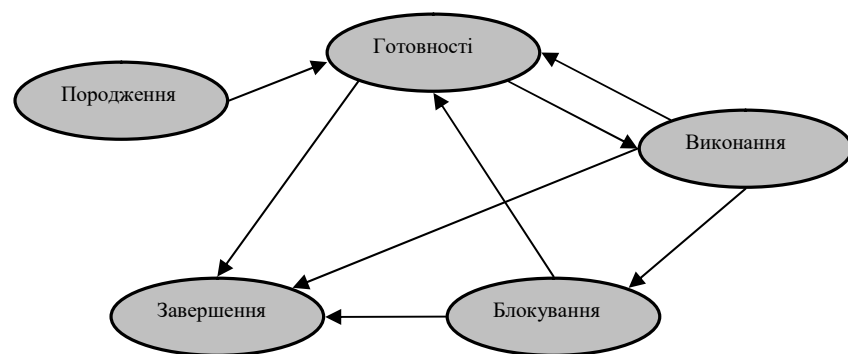 Готовності
Породження
Виконання
Завершення
Блокування